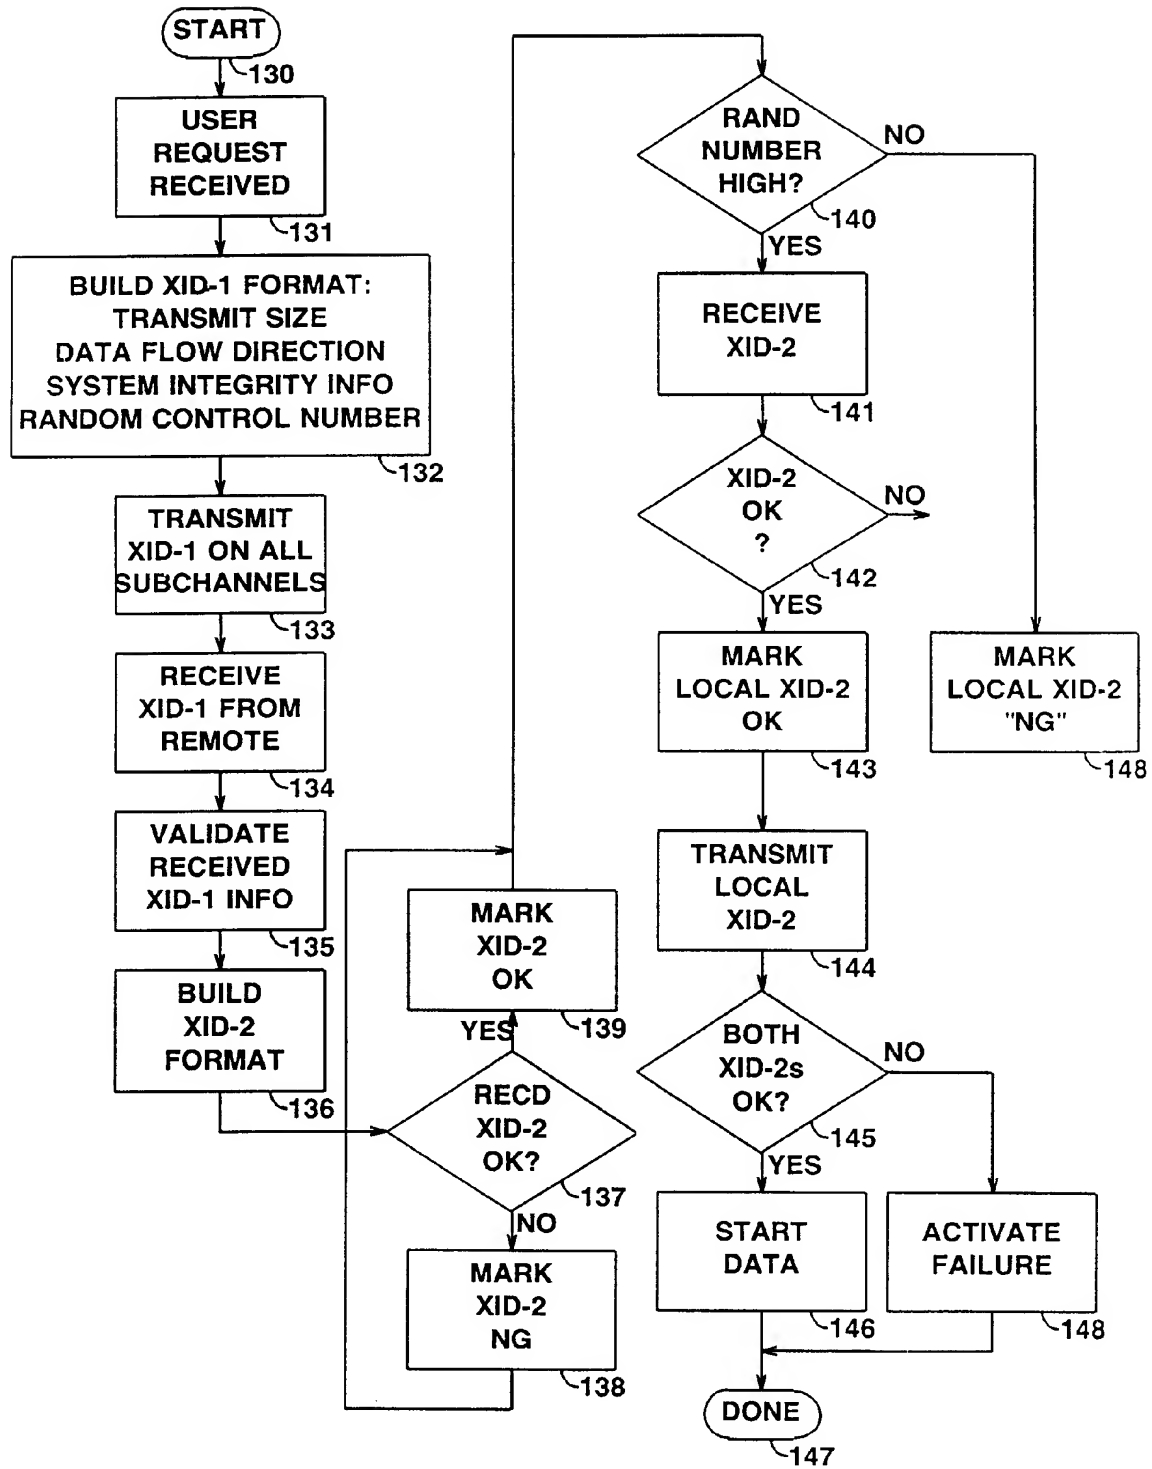 START
130
USER
REQUEST
RECEIVED
131
BUILD XID-1 FORMAT:
TRANSMIT SIZE
DATA FLOW DIRECTION
SYSTEM INTEGRITY INFO
RANDOM CONTROL NUMBER
132
TRANSMIT
XID-1 ON ALL
SUBCHANNELS
133
RECEIVE
XID-1 FROM
REMOTE
134
VALIDATE
RECEIVED
XID-1 INFO
135
BUILD
XID-2
FORMAT
136
RECD
XID-2
OK?
137
NO
MARK
XID-2
NG
138
YES
MARK
XID-2
OK
139
RAND
NUMBER
HIGH?
140
NO
YES
RECEIVE
XID-2
141
XID-2
OK
?
142
NO
YES
MARK
LOCAL XID-2
OK
143
MARK
LOCAL XID-2
"NG"
148
TRANSMIT
LOCAL
XID-2
144
BOTH
XID-2s
OK?
145
NO
YES
START
DATA
146
ACTIVATE
FAILURE
148
DONE
147